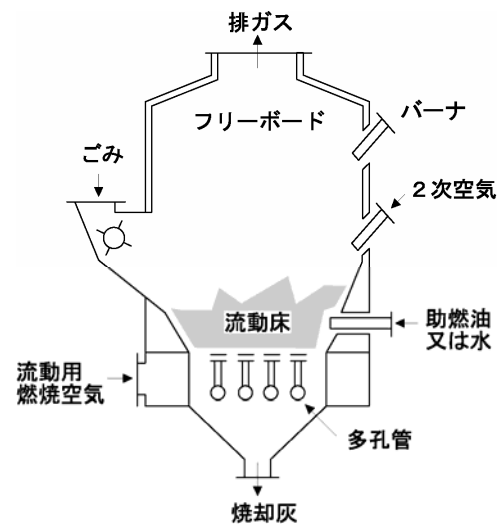 排ガス
フリーボード
バーナ
ごみ
２次空気
流動床
助燃油
又は水
流動用
燃焼空気
多孔管
焼却灰